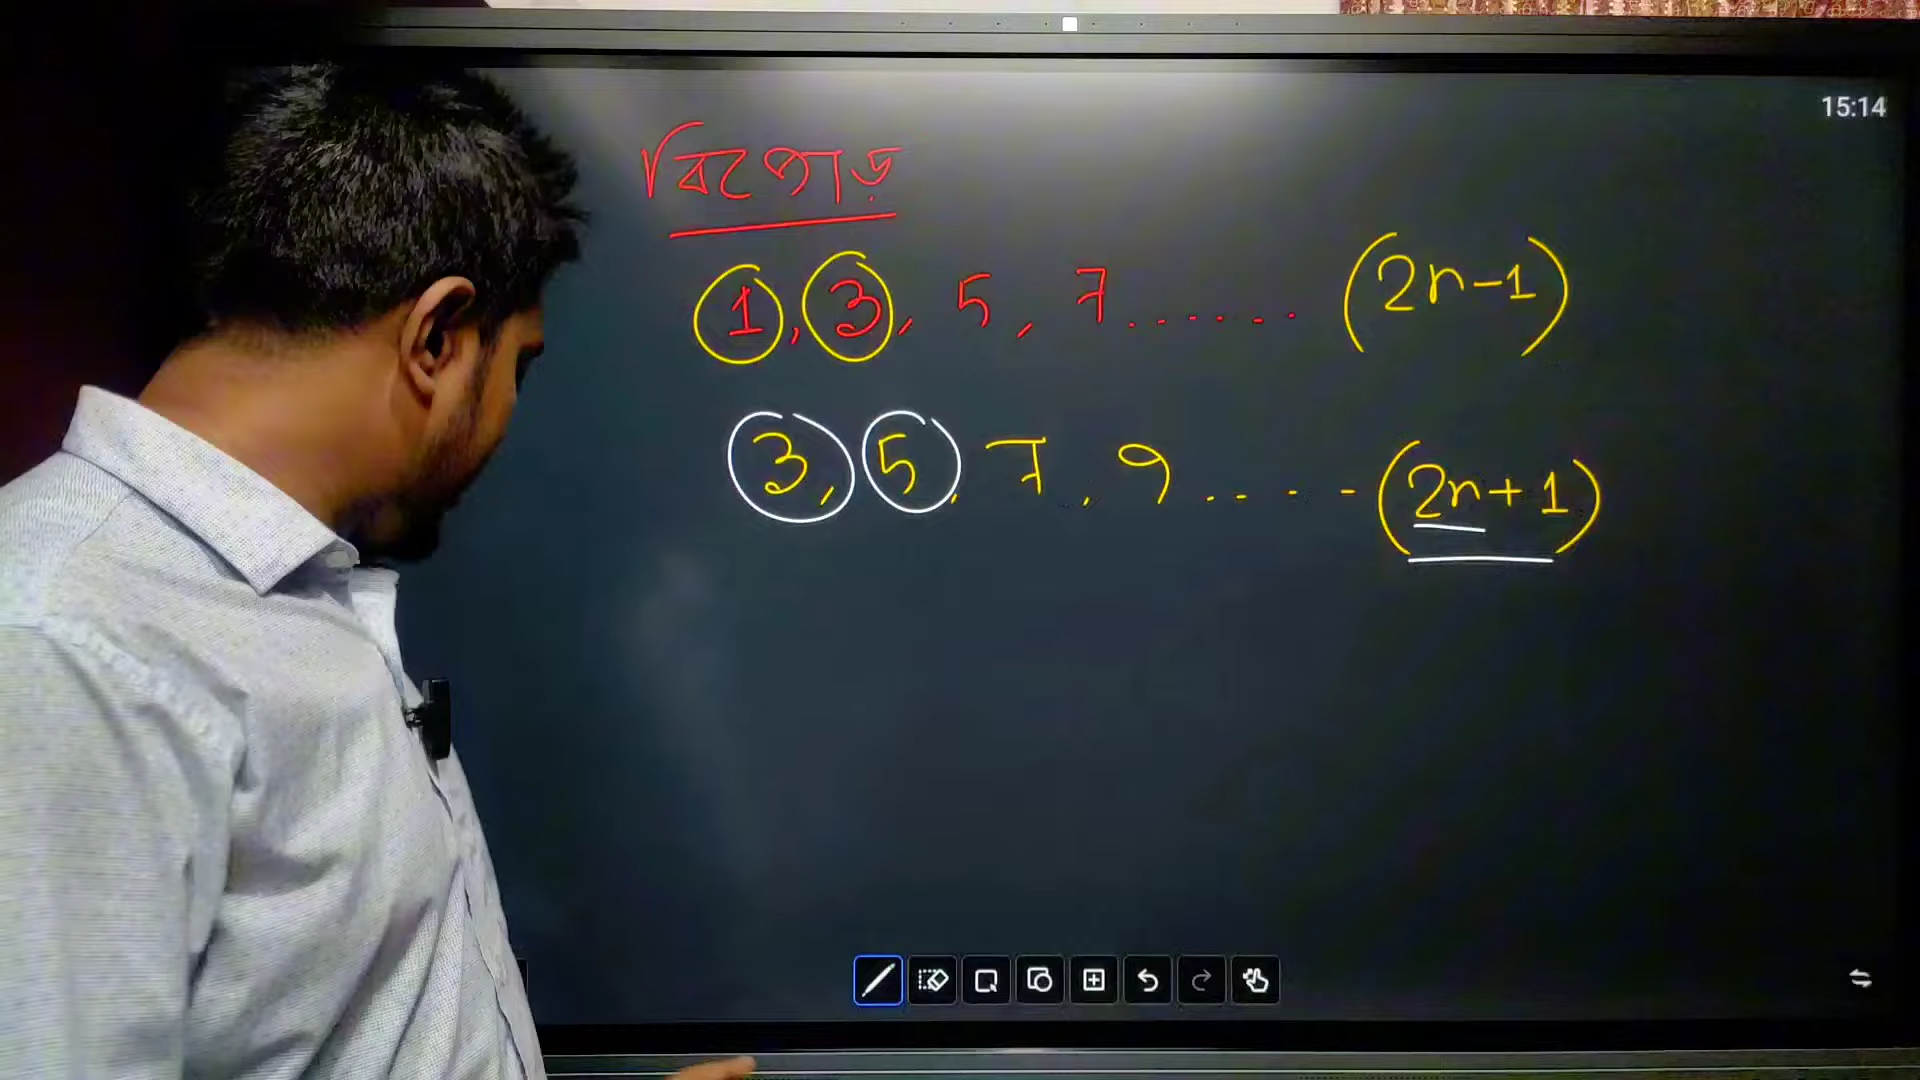 15:14
বিজোড়
1, 3, 5, 7 ...... (2n-1)
3, 5, 7, 9 ..... (2n+1)